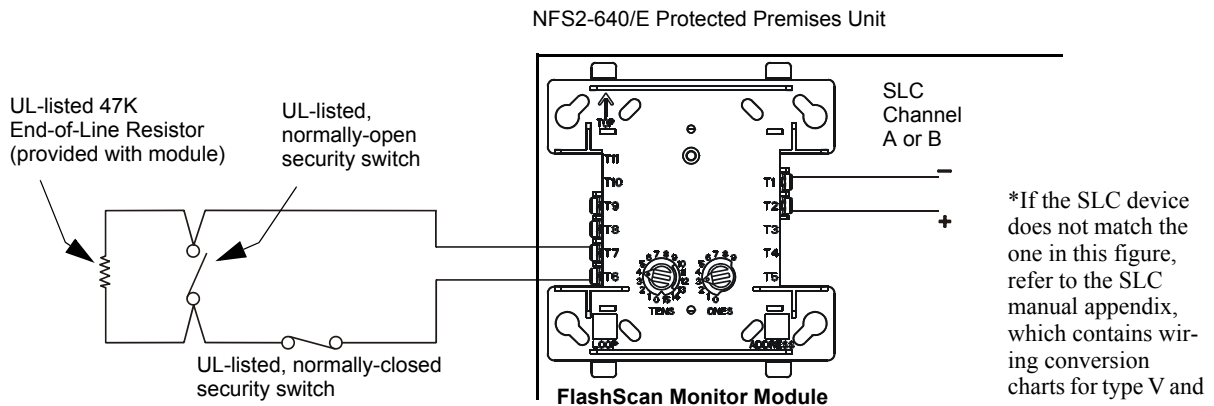 NFS2-640/E Protected Premises Unit
UL-listed 47K
End-of-Line Resistor
(provided with module)
UL-listed,
normally-open
security switch
UL-listed, normally-closed
security switch
TOP
T11
T10
T9
T8
T7
T6
T1
T2
T3
T4
T5
TENS
ONES
LOOP
ADDRESS
FlashScan Monitor Module
SLC
Channel
A or B
–
+
*If the SLC device
does not match the
one in this figure,
refer to the SLC
manual appendix,
which contains wir-
ing conversion
charts for type V and